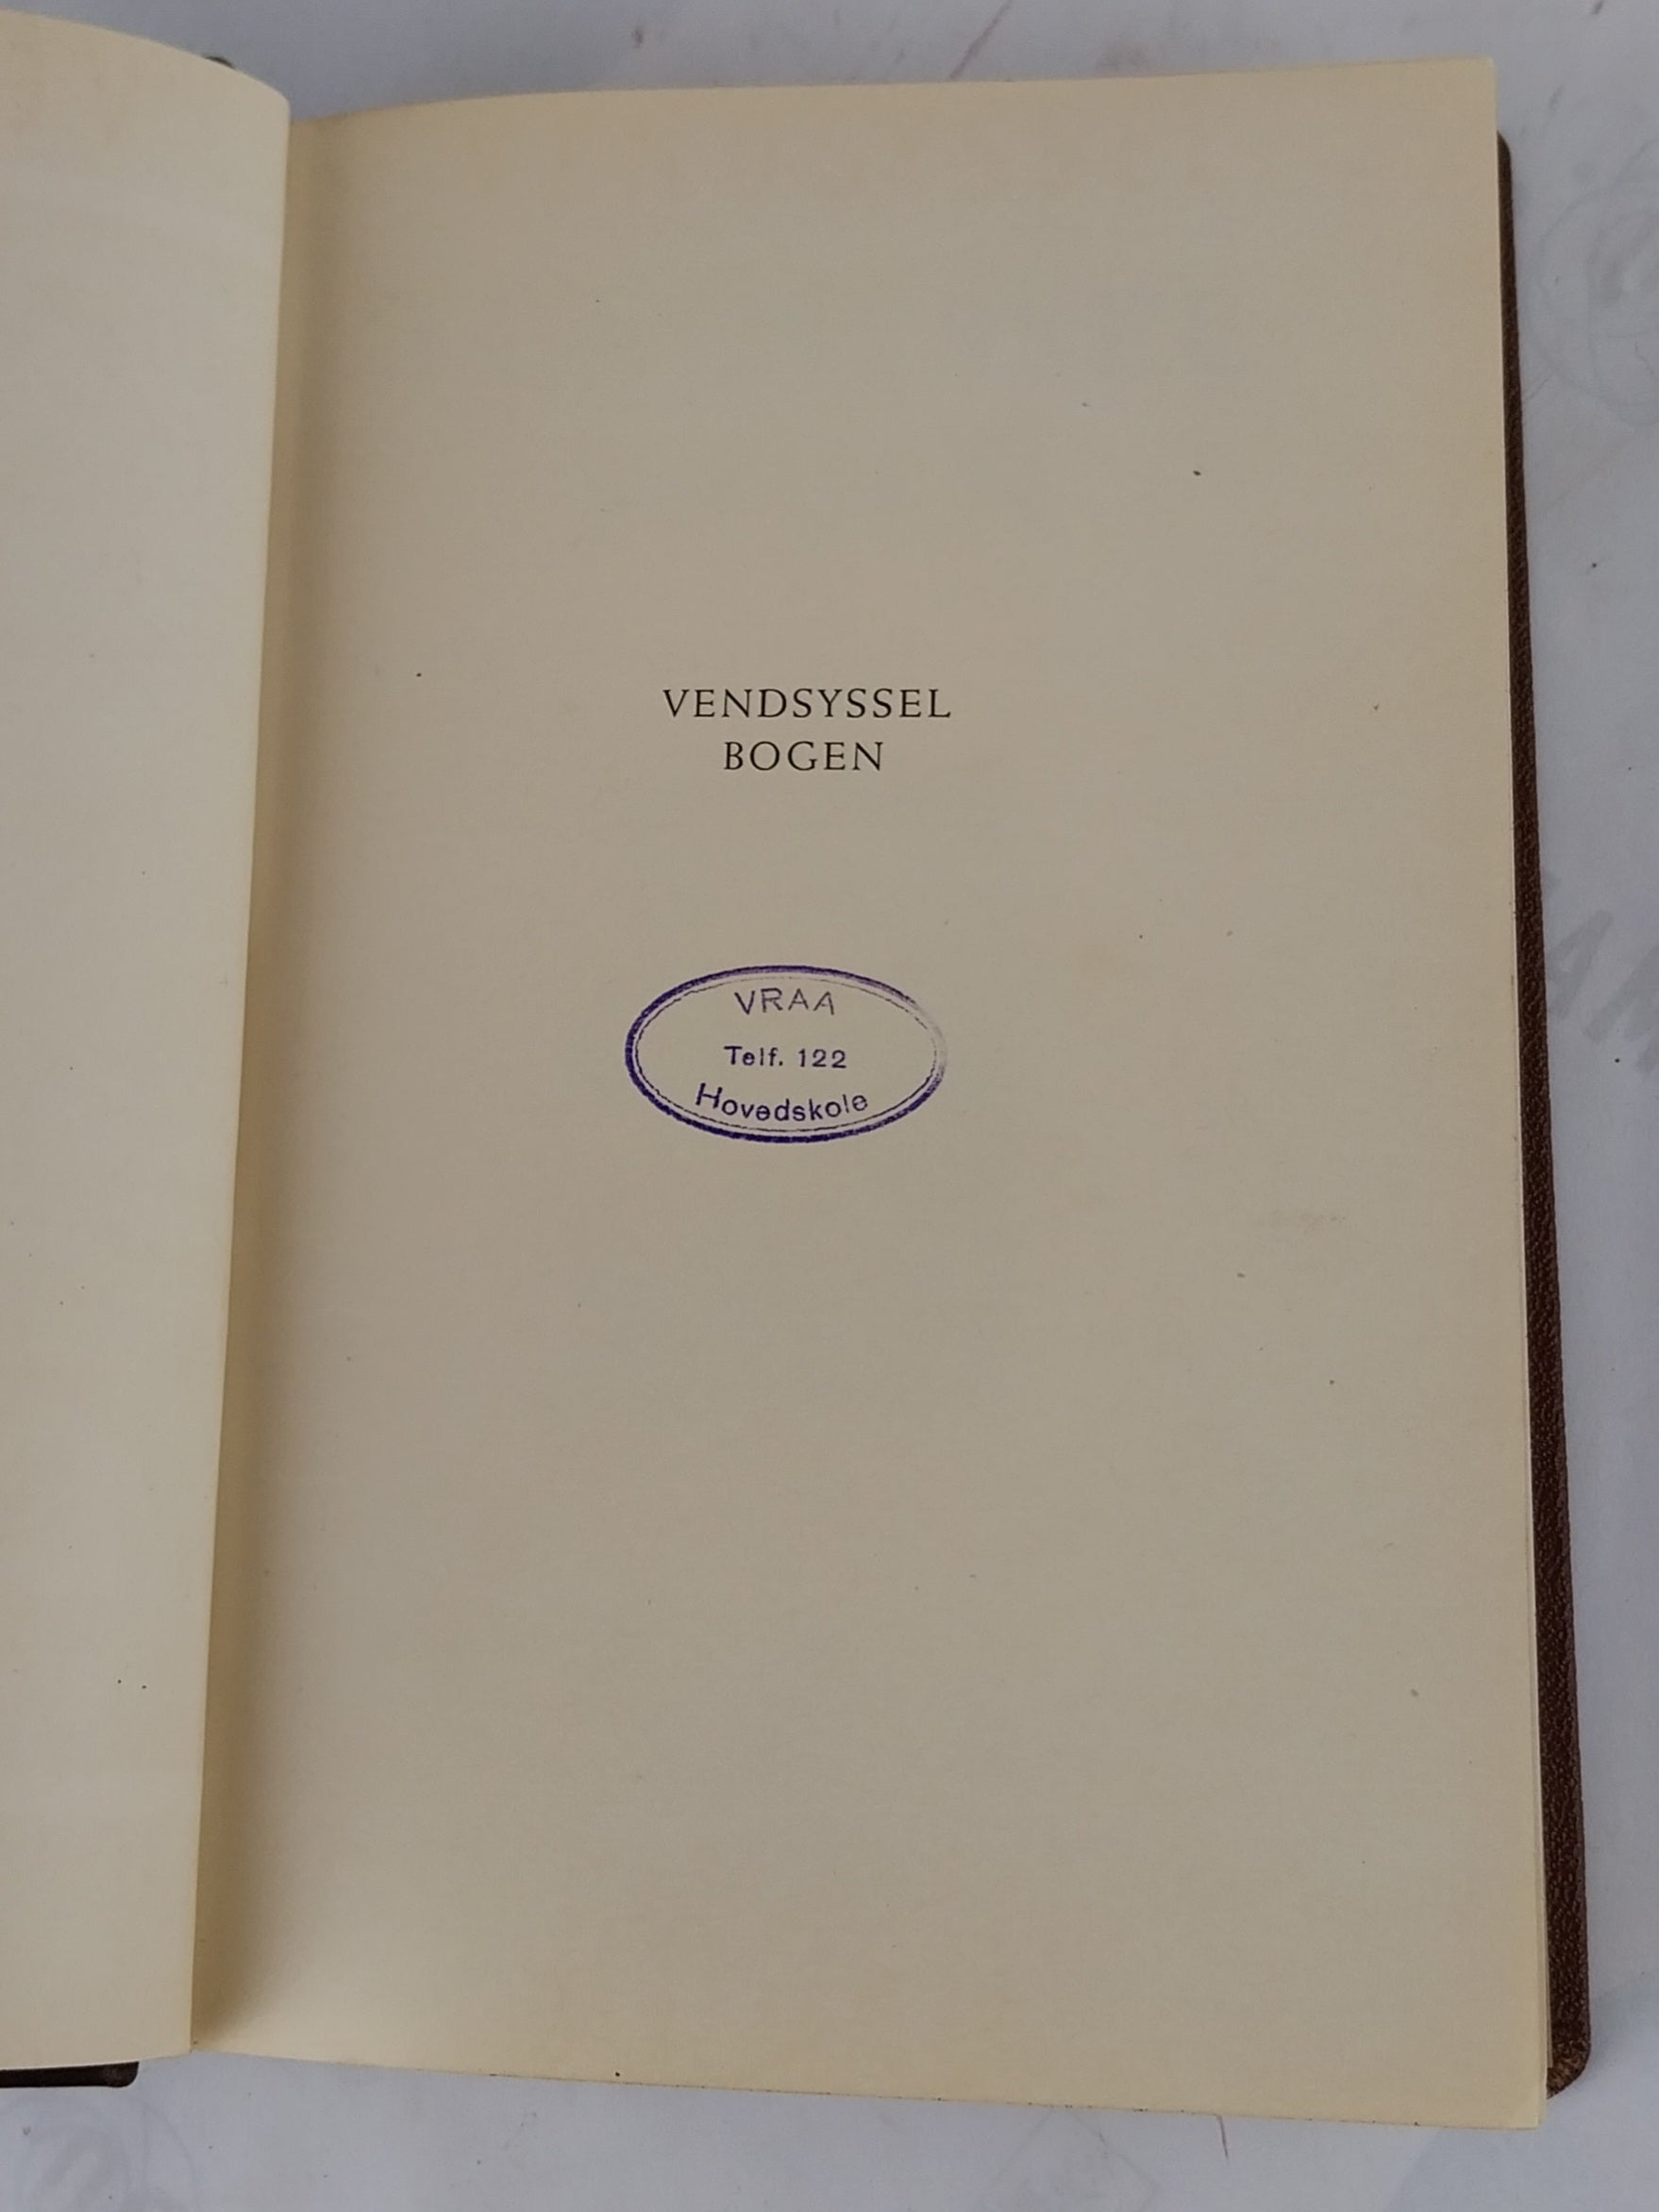 VENDSYSSEL
BOGEN
VRAA
Telf. 122
Hovedskole